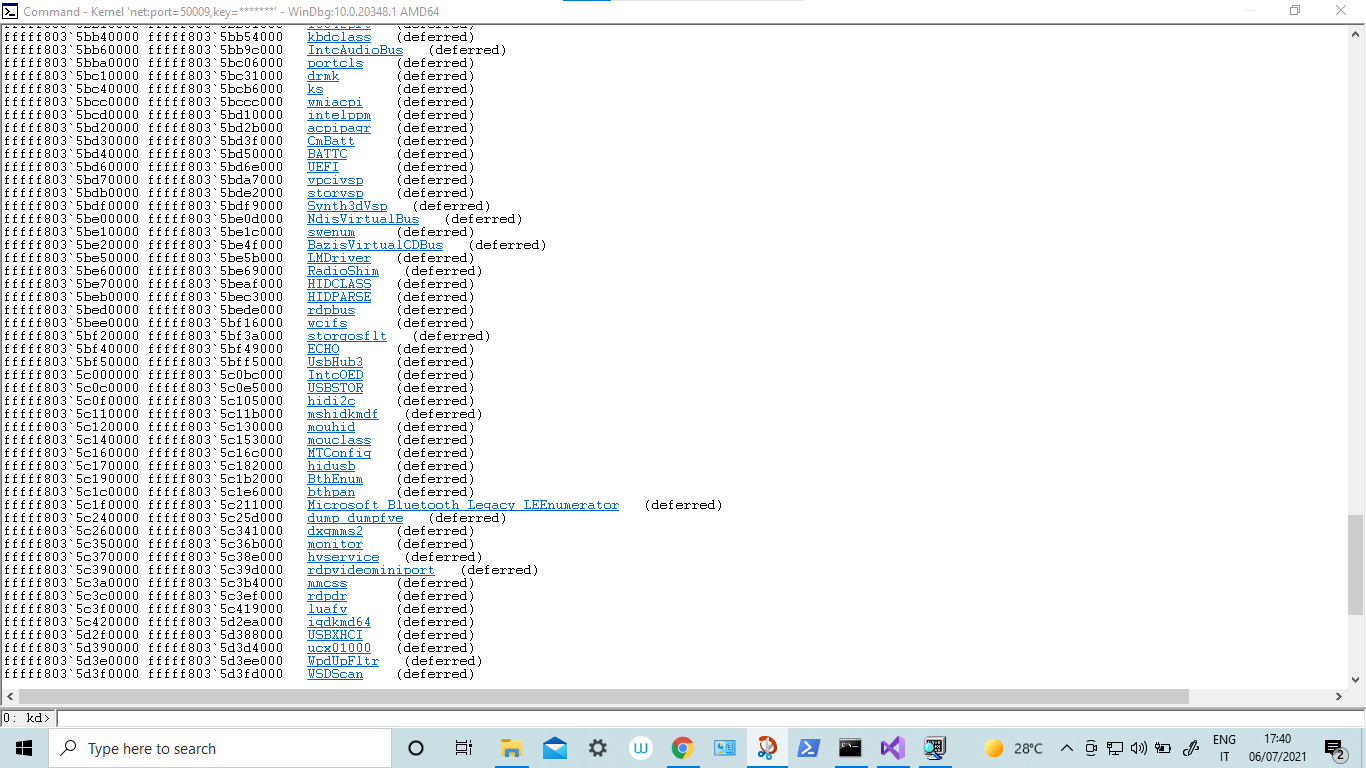 Command - Kernel 'net:port=50009,key=*******' - WinDbg:10.0.20348.1 AMD64
fffff803`5bb40000 fffff803`5bb54000 kbdclass (deferred)
fffff803`5bb60000 fffff803`5bb9c000 IntcAudioBus (deferred)
fffff803`5bba0000 fffff803`5bc06000 portcls (deferred)
fffff803`5bc10000 fffff803`5bc31000 drmk (deferred)
fffff803`5bc40000 fffff803`5bcb6000 ks (deferred)
fffff803`5bcc0000 fffff803`5bccc000 wmiacpi (deferred)
fffff803`5bcd0000 fffff803`5bd10000 intelppm (deferred)
fffff803`5bd20000 fffff803`5bd2b000 acpipagr (deferred)
fffff803`5bd30000 fffff803`5bd3f000 CmBatt (deferred)
fffff803`5bd40000 fffff803`5bd50000 BATTC (deferred)
fffff803`5bd60000 fffff803`5bd6e000 UEFI (deferred)
fffff803`5bd70000 fffff803`5bda7000 vpcivsp (deferred)
fffff803`5bdb0000 fffff803`5bde2000 storvsp (deferred)
fffff803`5bdf0000 fffff803`5bdf9000 Synth3dVsp (deferred)
fffff803`5be00000 fffff803`5be0d000 NdisVirtualBus (deferred)
fffff803`5be10000 fffff803`5be1c000 swenum (deferred)
fffff803`5be20000 fffff803`5be4f000 BazisVirtualCDBus (deferred)
fffff803`5be50000 fffff803`5be5b000 LMDriver (deferred)
fffff803`5be60000 fffff803`5be69000 RadioShim (deferred)
fffff803`5be70000 fffff803`5beaf000 HIDCLASS (deferred)
fffff803`5beb0000 fffff803`5bec3000 HIDPARSE (deferred)
fffff803`5bed0000 fffff803`5bede000 rdpbus (deferred)
fffff803`5bee0000 fffff803`5bf16000 wcifs (deferred)
fffff803`5bf20000 fffff803`5bf3a000 storqosflt (deferred)
fffff803`5bf40000 fffff803`5bf49000 ECHO (deferred)
fffff803`5bf50000 fffff803`5bff5000 UsbHub3 (deferred)
fffff803`5c000000 fffff803`5c0bc000 IntcOED (deferred)
fffff803`5c0c0000 fffff803`5c0e5000 USBSTOR (deferred)
fffff803`5c0f0000 fffff803`5c105000 hidi2c (deferred)
fffff803`5c110000 fffff803`5c11b000 mshidkmdf (deferred)
fffff803`5c120000 fffff803`5c130000 mouhid (deferred)
fffff803`5c140000 fffff803`5c153000 mouclass (deferred)
fffff803`5c160000 fffff803`5c16c000 MTConfig (deferred)
fffff803`5c170000 fffff803`5c182000 hidusb (deferred)
fffff803`5c190000 fffff803`5c1b2000 BthEnum (deferred)
fffff803`5c1c0000 fffff803`5c1e6000 bthpan (deferred)
fffff803`5c1f0000 fffff803`5c211000 Microsoft_Bluetooth_Legacy_LEEnumerator (deferred)
fffff803`5c240000 fffff803`5c25d000 dump_dumpfve (deferred)
fffff803`5c260000 fffff803`5c341000 dxgmms2 (deferred)
fffff803`5c350000 fffff803`5c36b000 monitor (deferred)
fffff803`5c370000 fffff803`5c38e000 hvservice (deferred)
fffff803`5c390000 fffff803`5c39d000 rdpvideominiport (deferred)
fffff803`5c3a0000 fffff803`5c3b4000 mmcss (deferred)
fffff803`5c3c0000 fffff803`5c3ef000 rdpdr (deferred)
fffff803`5c3f0000 fffff803`5c419000 luafv (deferred)
fffff803`5c420000 fffff803`5d2ea000 igdkmd64 (deferred)
fffff803`5d2f0000 fffff803`5d388000 USBXHCI (deferred)
fffff803`5d390000 fffff803`5d3d4000 ucx01000 (deferred)
fffff803`5d3e0000 fffff803`5d3ee000 WpdUpFltr (deferred)
fffff803`5d3f0000 fffff803`5d3fd000 WSDScan (deferred)
0: kd>
Type here to search
28°C
ENG
IT
17:40
06/07/2021
2